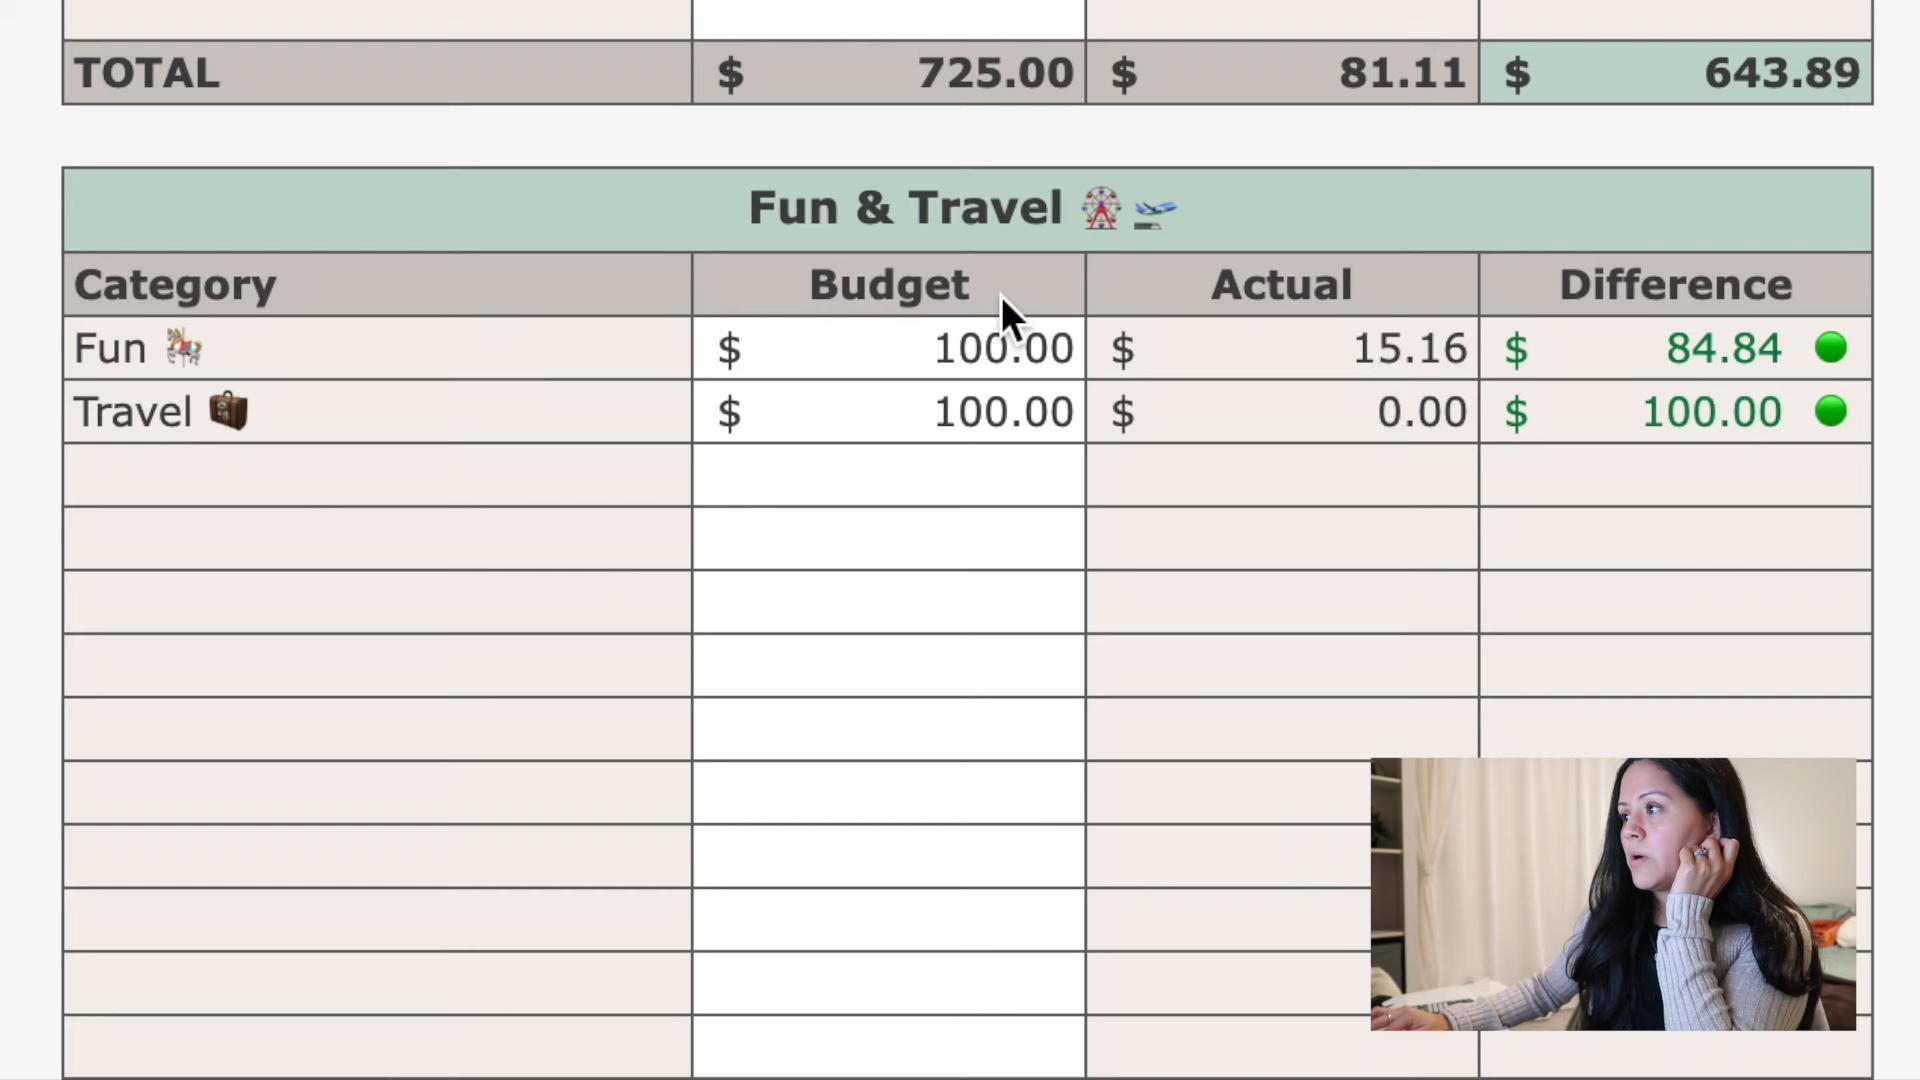 TOTAL $ 725.00 $ 81.11 $ 643.89
Fun & Travel 🎡🛫
Category Budget Actual Difference
Fun 🎠 $ 100.00 $ 15.16 $ 84.84 🟢
Travel 🧳 $ 100.00 $ 0.00 $ 100.00 🟢